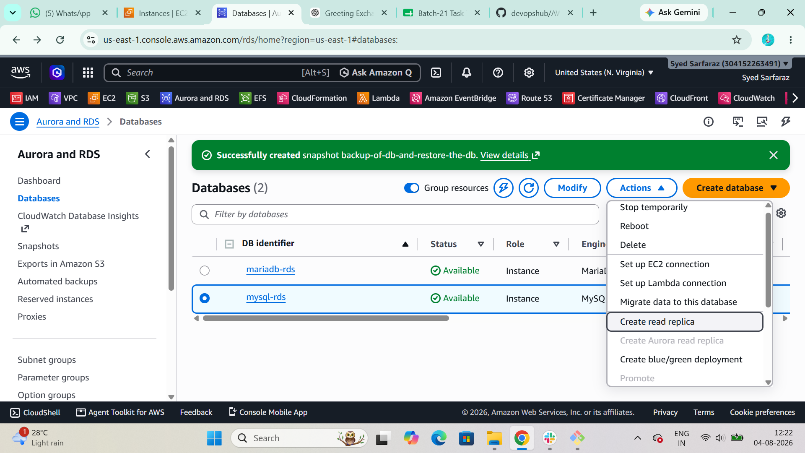 (5) WhatsApp
Instances | EC2
Databases | Au
Greeting Exch
Batch-21 Task
devopshub//A
Ask Gemini
us-east-1.console.aws.amazon.com/rds/home?region=us-east-1#databases:
aws
Search
[Alt+S]
Ask Amazon Q
United States (N. Virginia)
Syed Sarfaraz (304152263491)
Syed Sarfaraz
IAM
VPC
EC2
S3
Aurora and RDS
EFS
CloudFormation
Lambda
Amazon EventBridge
Route 53
Certificate Manager
CloudFront
CloudWatch
Aurora and RDS
Databases
Aurora and RDS
Dashboard
Databases
CloudWatch Database Insights
Snapshots
Exports in Amazon S3
Automated backups
Reserved instances
Proxies
Subnet groups
Parameter groups
Option groups
Successfully created snapshot backup-of-db-and-restore-the-db. View details
Databases (2)
Group resources
Modify
Actions
Create database
Filter by databases
DB identifier
Status
Role
Engin
mariadb-rds
Available
Instance
MariaD
mysql-rds
Available
Instance
MySQ
Stop temporarily
Reboot
Delete
Set up EC2 connection
Set up Lambda connection
Migrate data to this database
Create read replica
Create Aurora read replica
Create blue/green deployment
Promote
CloudShell
Agent Toolkit for AWS
Feedback
Console Mobile App
© 2026, Amazon Web Services, Inc. or its affiliates.
Privacy
Terms
Cookie preferences
1
28°C
Light rain
Search
ENG
IN
12:22
04-08-2026